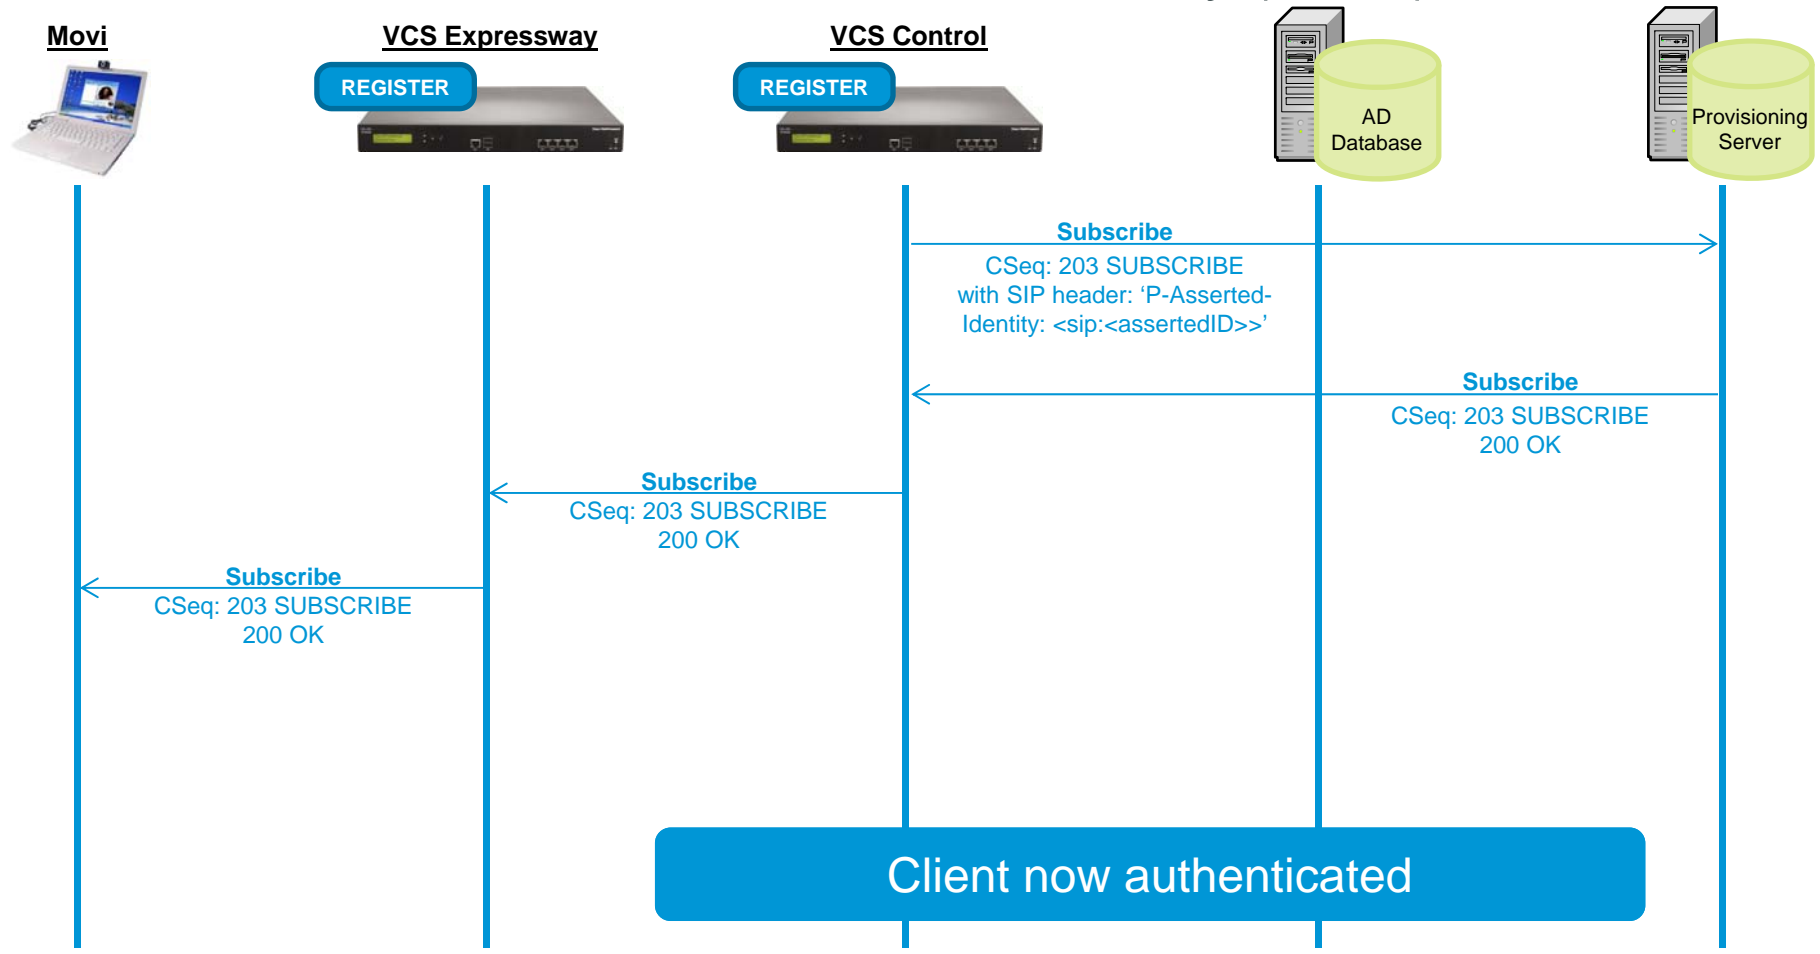 Movi
VCS Expressway
VCS Control
REGISTER
REGISTER
AD
Database
Provisioning
Server
Subscribe
CSeq: 203 SUBSCRIBE
with SIP header: ‘P-Asserted-
Identity: <sip:<assertedID>>’
Subscribe
CSeq: 203 SUBSCRIBE
200 OK
Subscribe
CSeq: 203 SUBSCRIBE
200 OK
Subscribe
CSeq: 203 SUBSCRIBE
200 OK
Client now authenticated